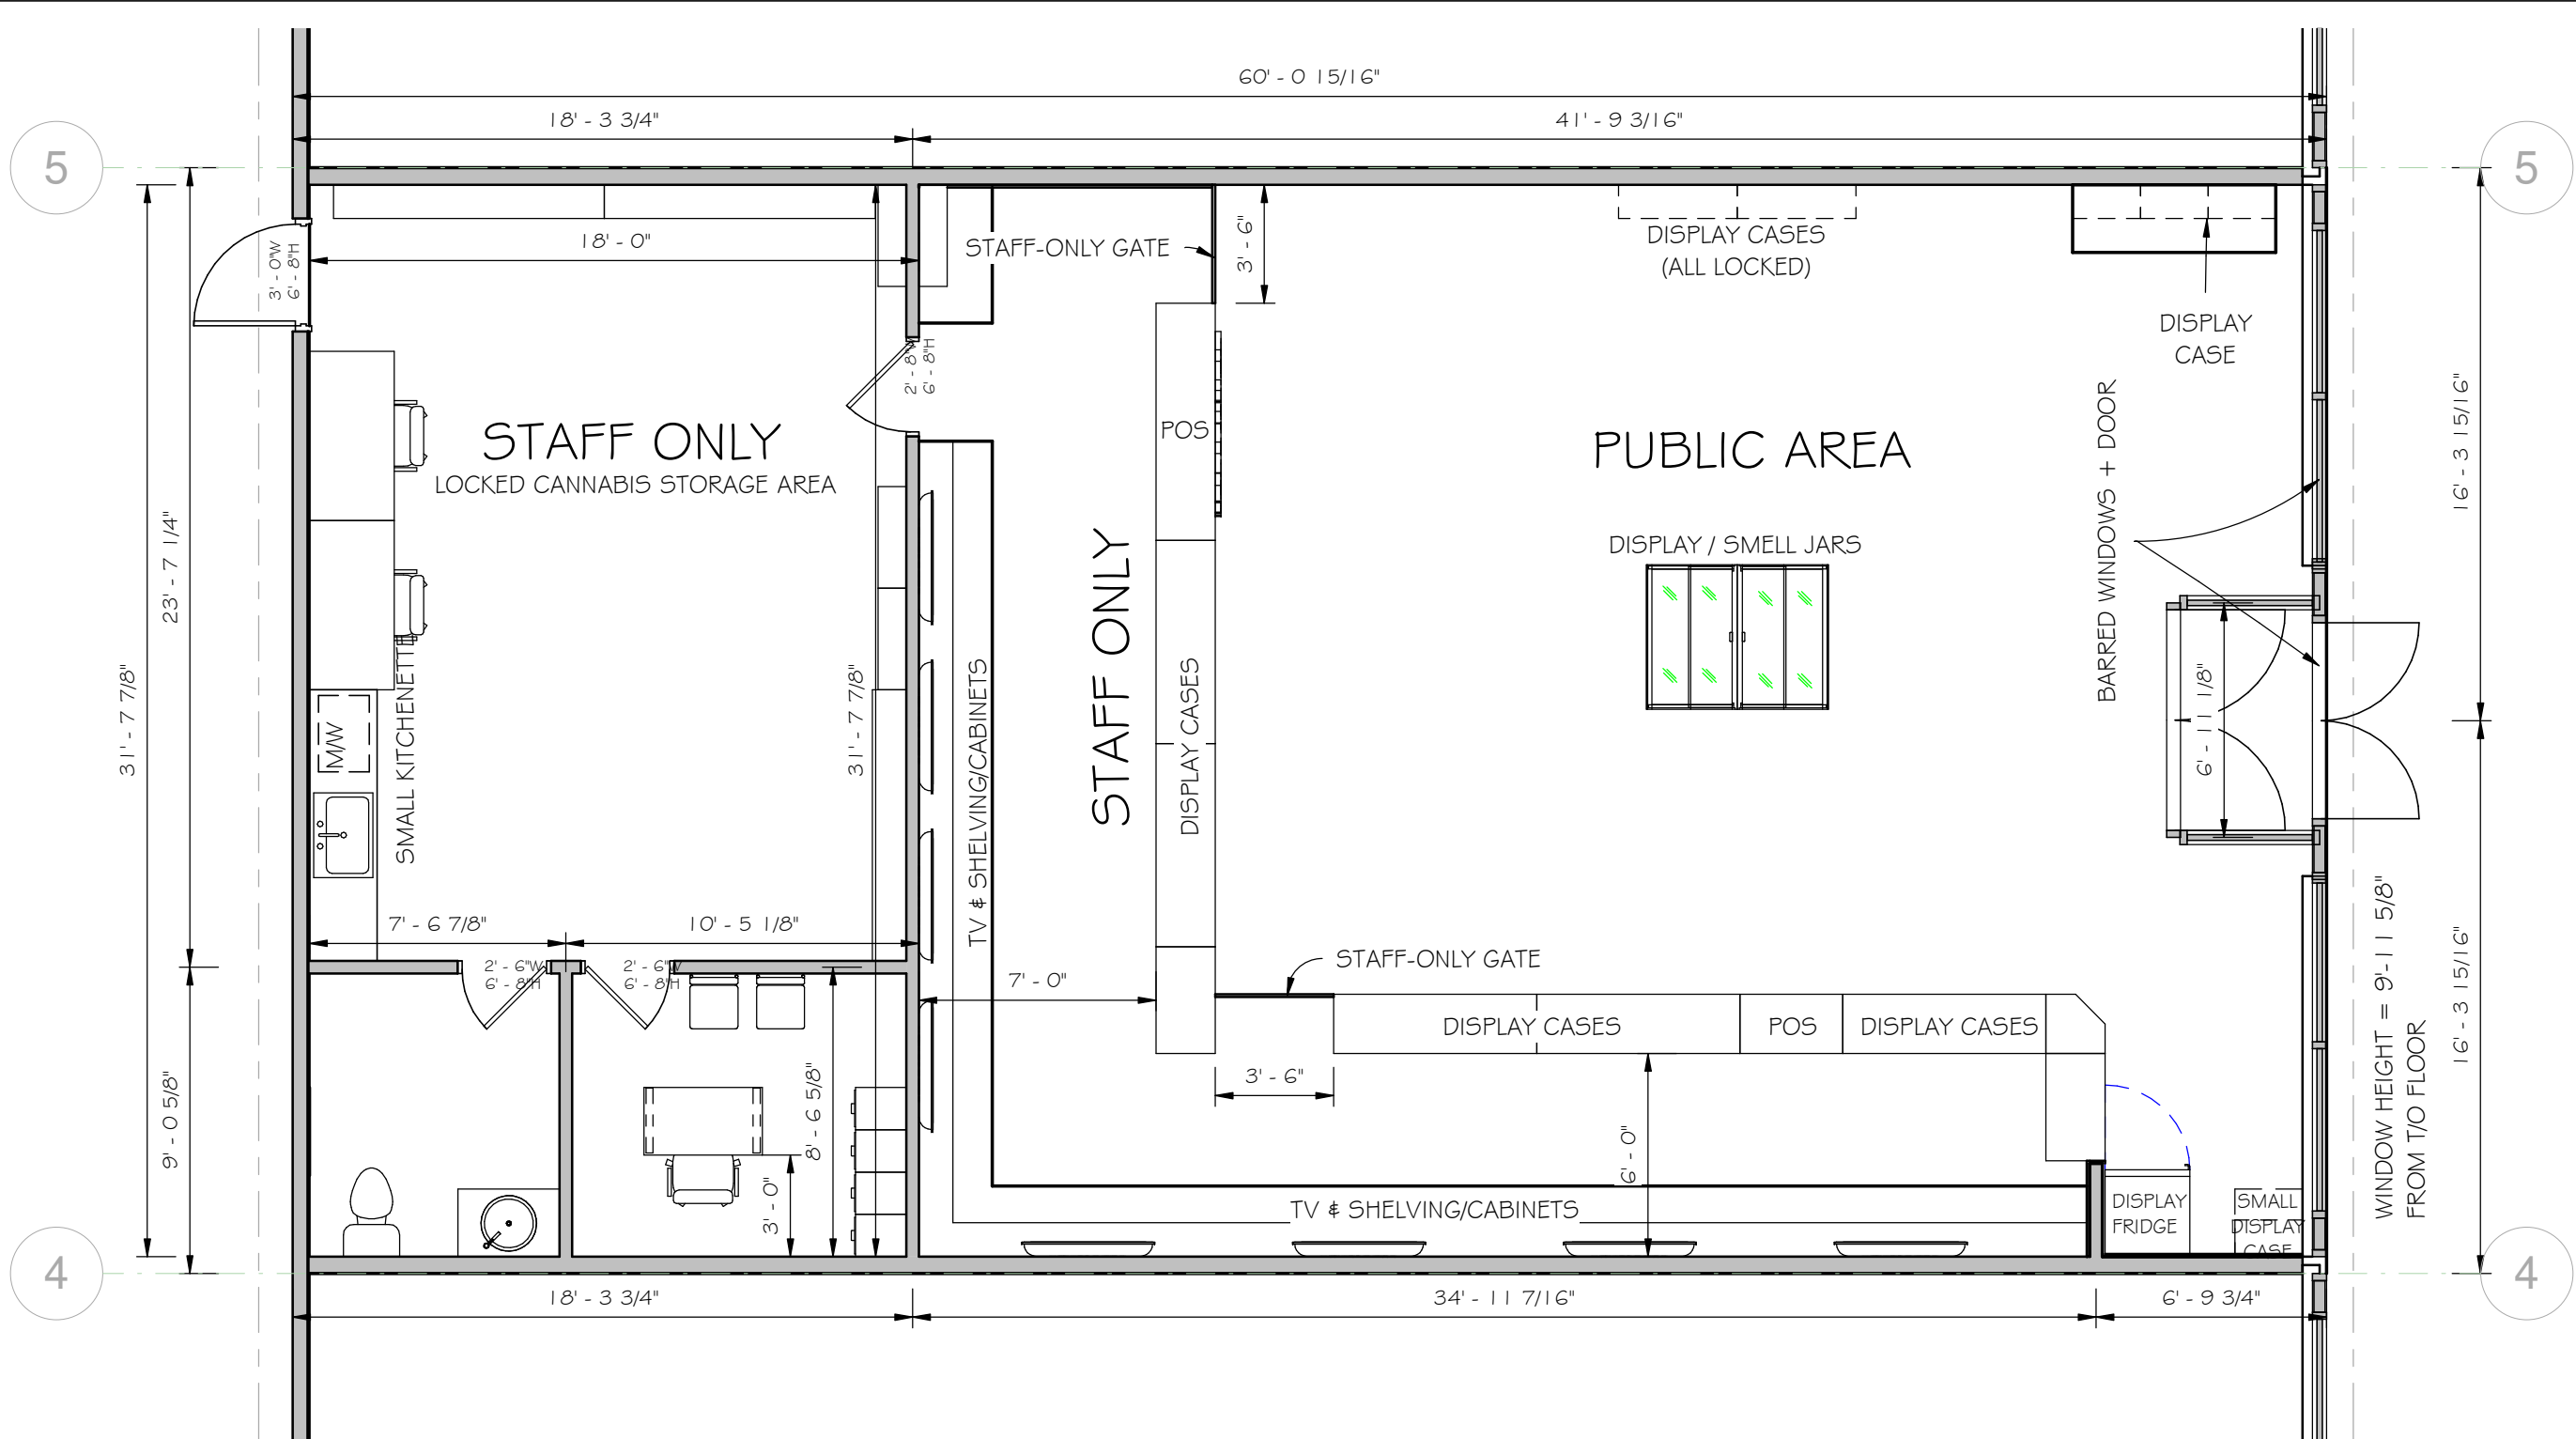 60' - 0 15/16"
18' - 3 3/4"
41' - 9 3/16"
5
5
18' - 0"
3' - 0"W
6' - 8"H
STAFF-ONLY GATE
3' - 6"
DISPLAY CASES
(ALL LOCKED)
DISPLAY
CASE
2' - 8"W
6' - 8"H
STAFF ONLY
LOCKED CANNABIS STORAGE AREA
POS
PUBLIC AREA
BARRED WINDOWS + DOOR
16' - 3 15/16"
23' - 7 1/4"
31' - 7 7/8"
DISPLAY / SMELL JARS
STAFF ONLY
SMALL KITCHENETTE
M/W
31' - 7 7/8"
TV & SHELVING/CABINETS
DISPLAY CASES
6' - 11 1/8"
7' - 6 7/8"
10' - 5 1/8"
2' - 6"W
6' - 8"H
2' - 6"W
6' - 8"H
7' - 0"
STAFF-ONLY GATE
DISPLAY CASES
POS
DISPLAY CASES
WINDOW HEIGHT = 9'-11 5/8"
FROM T/O FLOOR
16' - 3 15/16"
3' - 6"
9' - 0 5/8"
8' - 6 5/8"
3' - 0"
6' - 0"
TV & SHELVING/CABINETS
DISPLAY
FRIDGE
SMALL
DISPLAY
CASE
4
4
18' - 3 3/4"
34' - 11 7/16"
6' - 9 3/4"